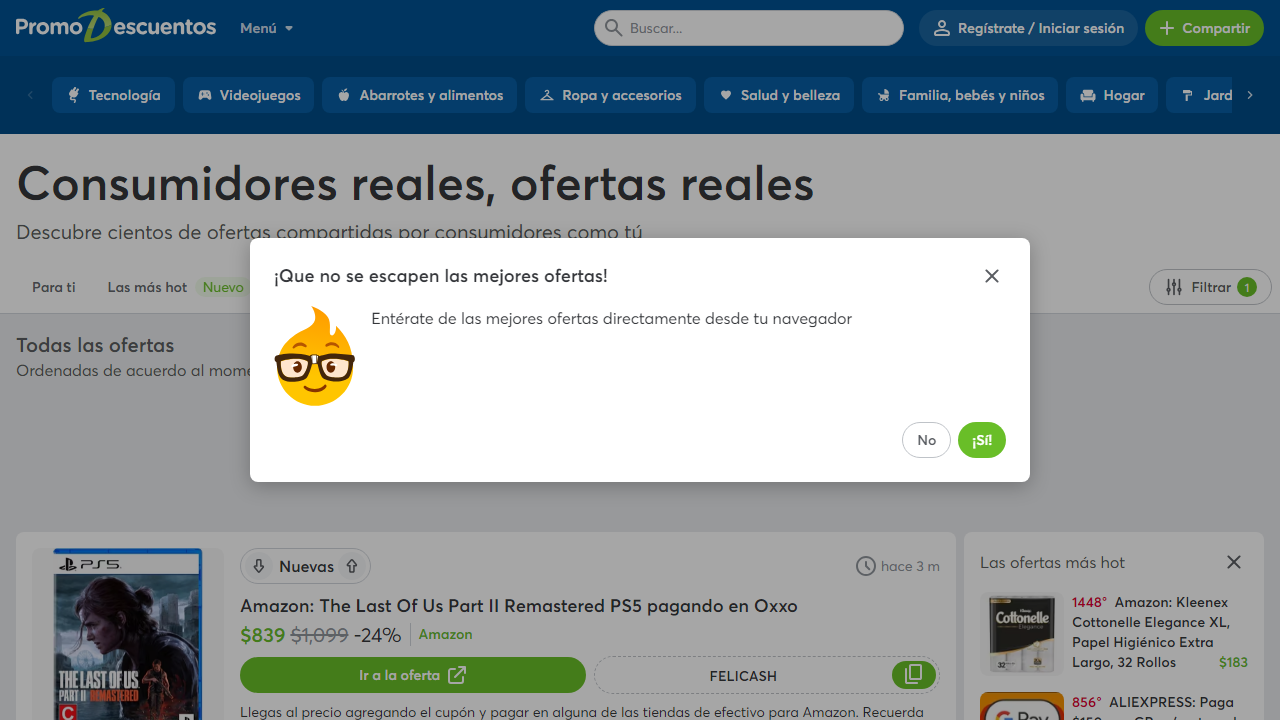 PromoDescuentos
Menú
Buscar...
Regístrate / Iniciar sesión
Compartir
Tecnología
Videojuegos
Abarrotes y alimentos
Ropa y accesorios
Salud y belleza
Familia, bebés y niños
Hogar
Jard
Consumidores reales, ofertas reales
Descubre cientos de ofertas compartidas por consumidores como tú
Para ti
Las más hot
Nuevo
Filtrar
1
Todas las ofertas
Ordenadas de acuerdo al mome
¡Que no se escapen las mejores ofertas!
Entérate de las mejores ofertas directamente desde tu navegador
No
¡Sí!
PS5
THE LAST OF US
PART II REMASTERED
C
Nuevas
hace 3 m
Amazon: The Last Of Us Part II Remastered PS5 pagando en Oxxo
$839 $1,099 -24% Amazon
Ir a la oferta
FELICASH
Llegas al precio agregando el cupón y pagar en alguna de las tiendas de efectivo para Amazon. Recuerda
Las ofertas más hot
Cottonelle
Elegance
32
1448° Amazon: Kleenex
Cottonelle Elegance XL,
Papel Higiénico Extra
Largo, 32 Rollos
$183
G Pay
856° ALIEXPRESS: Paga